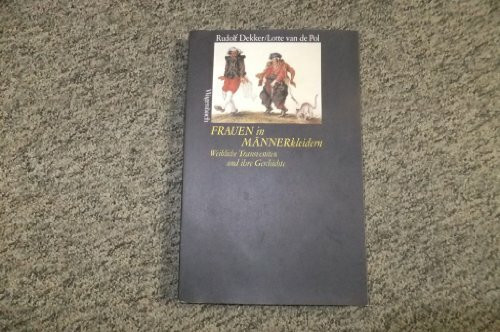 Rudolf Dekker/Lotte van de Pol
Wagenbach
FRAUEN in
MÄNNERkleidern
Weibliche Transvestiten
und ihre Geschichte